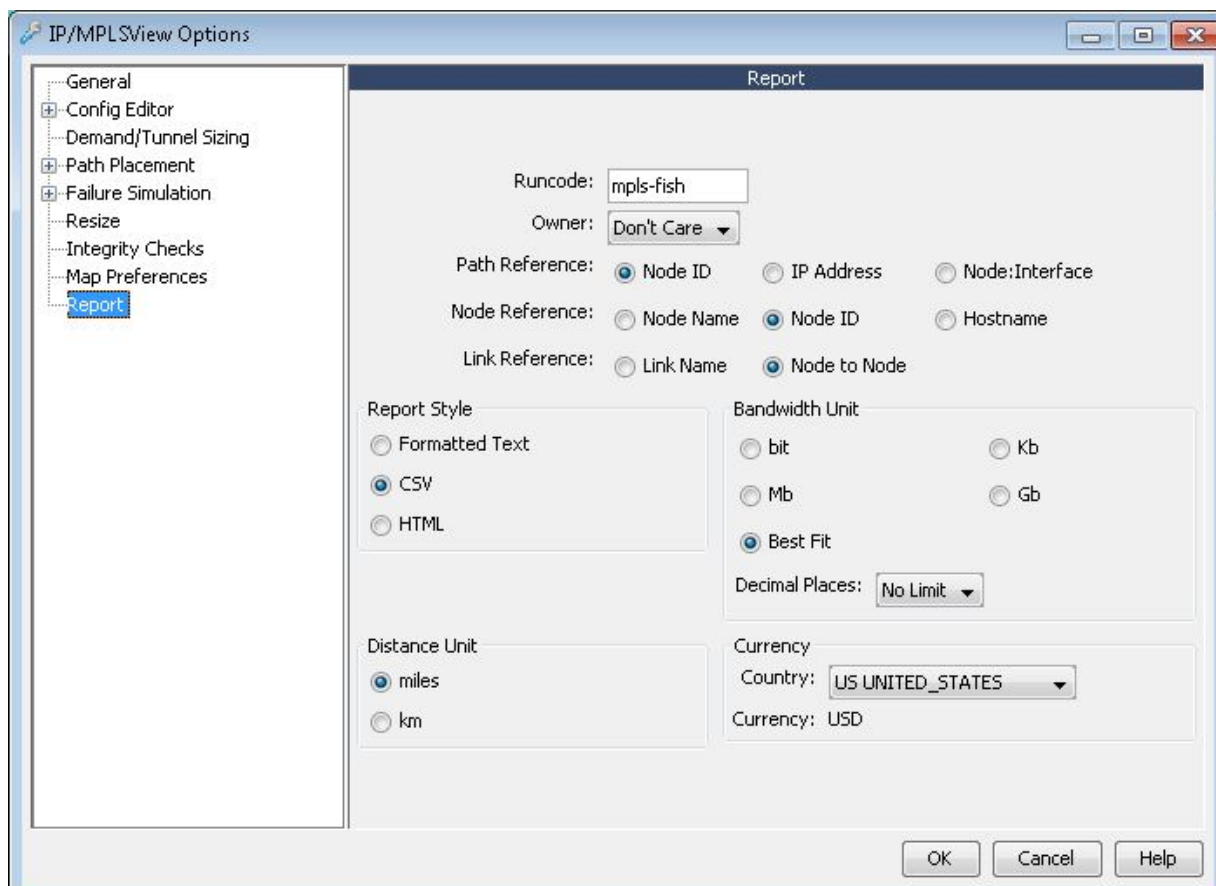 IP/MPLSView Options
General
Config Editor
Demand/Tunnel Sizing
Path Placement
Failure Simulation
Resize
Integrity Checks
Map Preferences
Report
Report
Runcode: mpls-fish
Owner: Don't Care
Path Reference: Node ID IP Address Node:Interface
Node Reference: Node Name Node ID Hostname
Link Reference: Link Name Node to Node
Report Style
Formatted Text
CSV
HTML
Bandwidth Unit
bit Kb
Mb Gb
Best Fit
Decimal Places: No Limit
Distance Unit
miles
km
Currency
Country: US UNITED_STATES
Currency: USD
OK Cancel Help